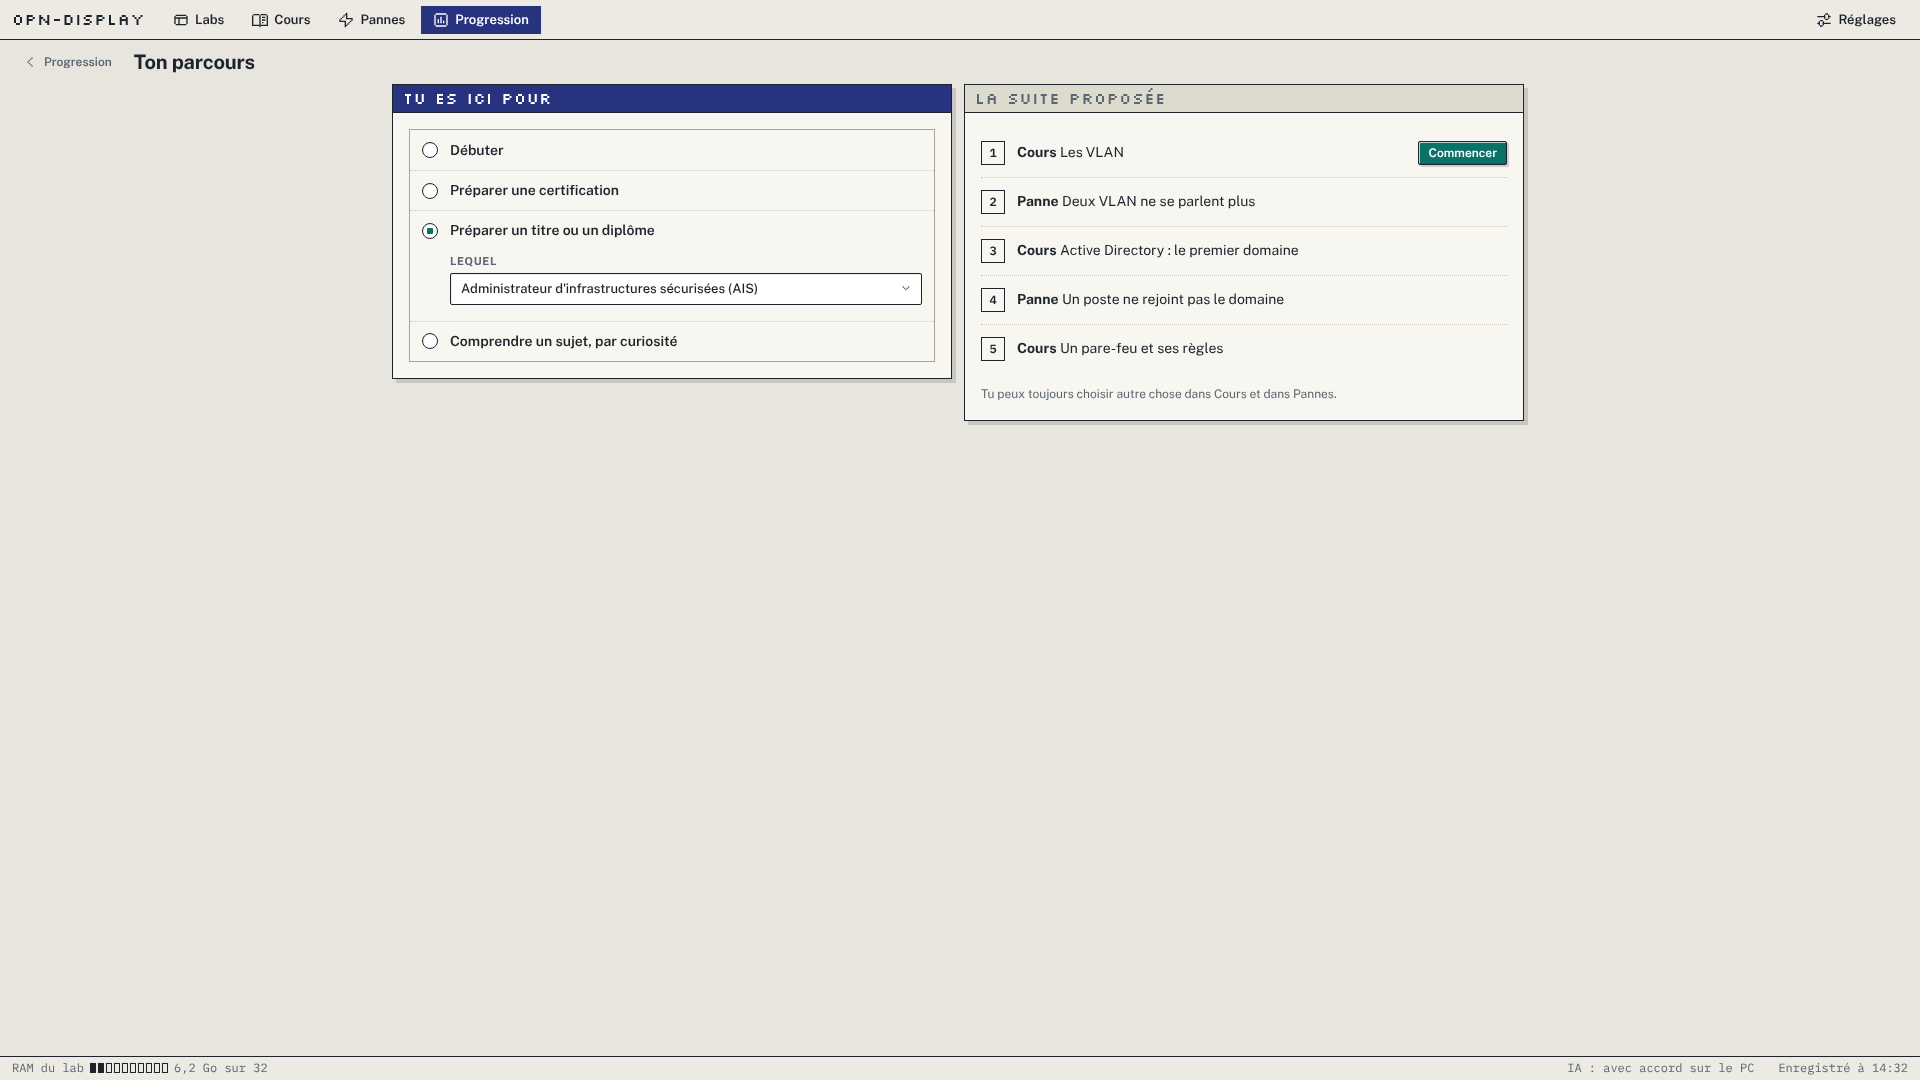 OPN-DISPLAY
Labs
Cours
Pannes
Progression
Réglages
Progression
Ton parcours
TU ES ICI POUR
Débuter
Préparer une certification
Préparer un titre ou un diplôme
LEQUEL
Administrateur d'infrastructures sécurisées (AIS)
Comprendre un sujet, par curiosité
LA SUITE PROPOSÉE
1 Cours Les VLAN Commencer
2 Panne Deux VLAN ne se parlent plus
3 Cours Active Directory : le premier domaine
4 Panne Un poste ne rejoint pas le domaine
5 Cours Un pare-feu et ses règles
Tu peux toujours choisir autre chose dans Cours et dans Pannes.
RAM du lab 6,2 Go sur 32
IA : avec accord sur le PC
Enregistré à 14:32